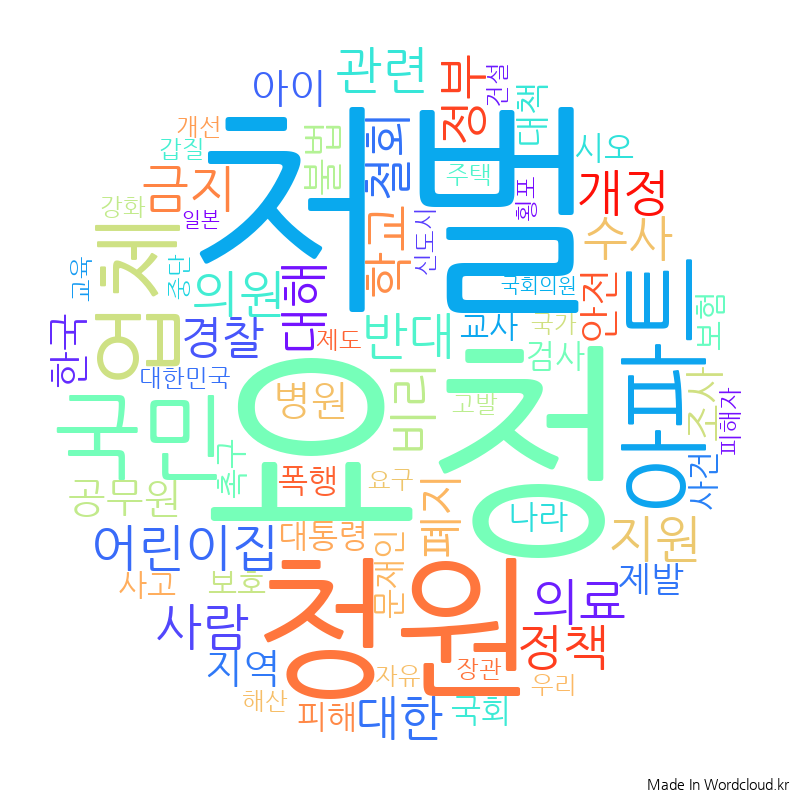 처벌
요청
청원
국민
아파트
업체
관련
아이
정부
건설
대책
개선
갑질
불법
철회
주택
횡포
시오
금지
개정
강화
일본
학교
신도시
수사
교육
중단
의원
대해
국회의원
안전
보험
한국
경찰
반대
교사
국가
제도
검사
대한민국
병원
비리
고발
조사
피해자
촉구
폭행
요구
사건
공무원
나라
어린이집
대통령
문재인
폐지
지원
사고
보호
의료
제발
사람
정책
지역
자유
장관
우리
해산
피해
대한
국회
Made In Wordcloud.kr